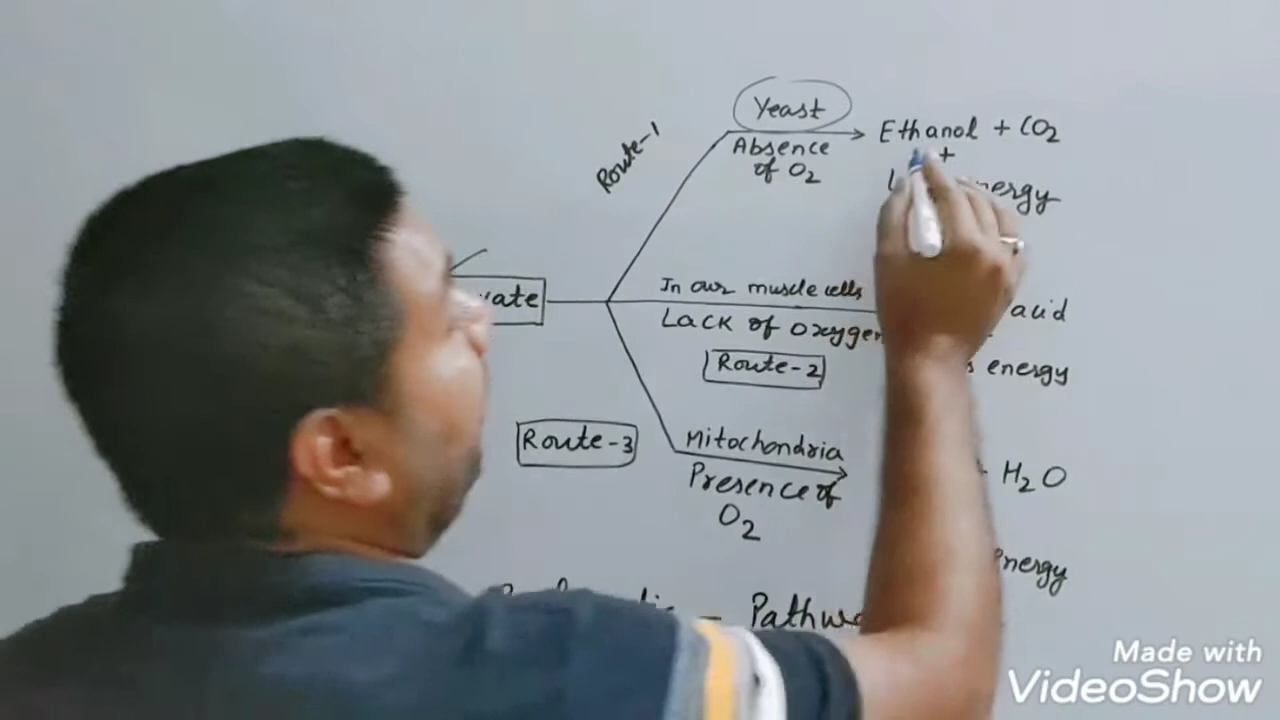 Route-1
Yeast
Absence
of O2
Ethanol + CO2
+
energy
In our muscle cells
Lack of oxygen
acid
Route-2
energy
Route-3
Mitochondria
Presence of
O2
+ H2O
energy
- Pathw
Made with
VideoShow